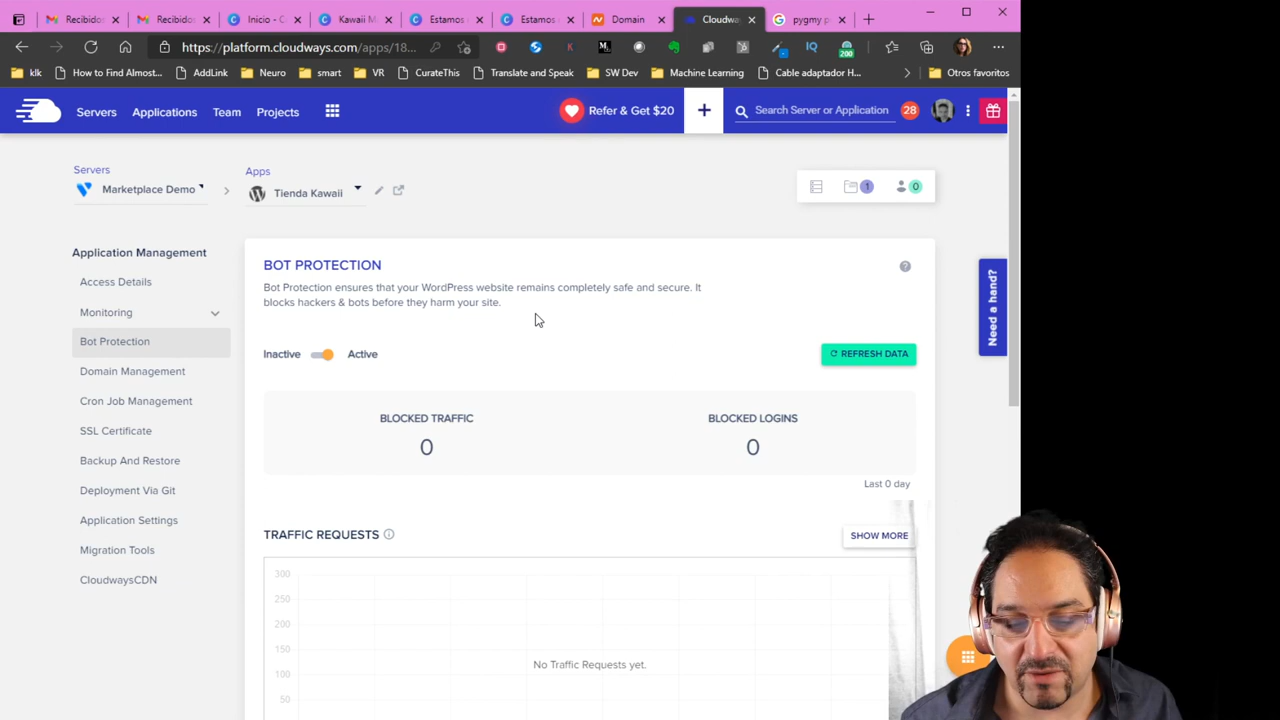 Recibidos
Recibidos
Inicio - C
Kawaii M
Estamos
Estamos
Domain
Cloudwa
pygmy p
https://platform.cloudways.com/apps/18...
200
klk
How to Find Almost...
AddLink
Neuro
smart
VR
CurateThis
Translate and Speak
SW Dev
Machine Learning
Cable adaptador H...
Otros favoritos
Servers
Applications
Team
Projects
Refer & Get $20
+
Search Server or Application
28
Servers
Marketplace Demo
Apps
Tienda Kawaii
1
0
Application Management
Access Details
Monitoring
Bot Protection
Domain Management
Cron Job Management
SSL Certificate
Backup And Restore
Deployment Via Git
Application Settings
Migration Tools
CloudwaysCDN
BOT PROTECTION
Bot Protection ensures that your WordPress website remains completely safe and secure. It
blocks hackers & bots before they harm your site.
Inactive
Active
REFRESH DATA
BLOCKED TRAFFIC
0
BLOCKED LOGINS
0
Last 0 day
TRAFFIC REQUESTS
SHOW MORE
300
250
200
150
100
50
No Traffic Requests yet.
Need a hand?